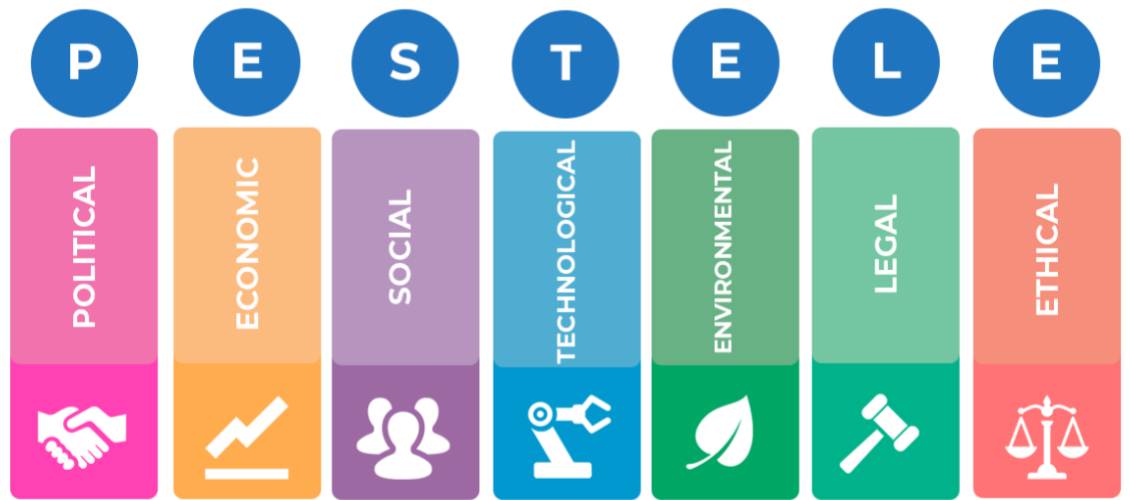 P E S T E L E
POLITICAL
ECONOMIC
SOCIAL
TECHNOLOGICAL
ENVIRONMENTAL
LEGAL
ETHICAL